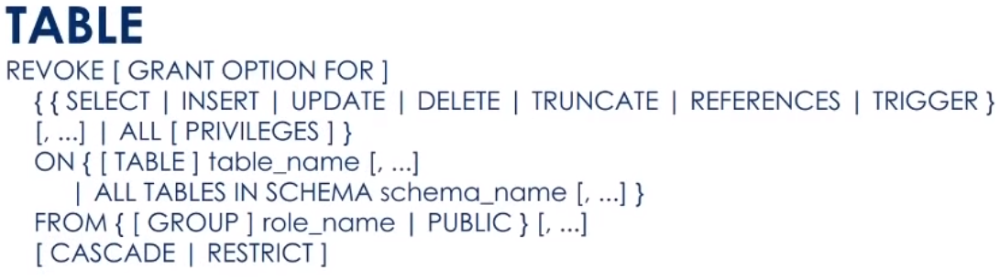 TABLE
REVOKE [ GRANT OPTION FOR ]
{ { SELECT | INSERT | UPDATE | DELETE | TRUNCATE | REFERENCES | TRIGGER }
[, ...] | ALL [ PRIVILEGES ] }
ON { [ TABLE ] table_name [, ...]
| ALL TABLES IN SCHEMA schema_name [, ...] }
FROM { [ GROUP ] role_name | PUBLIC } [, ...]
[ CASCADE | RESTRICT ]